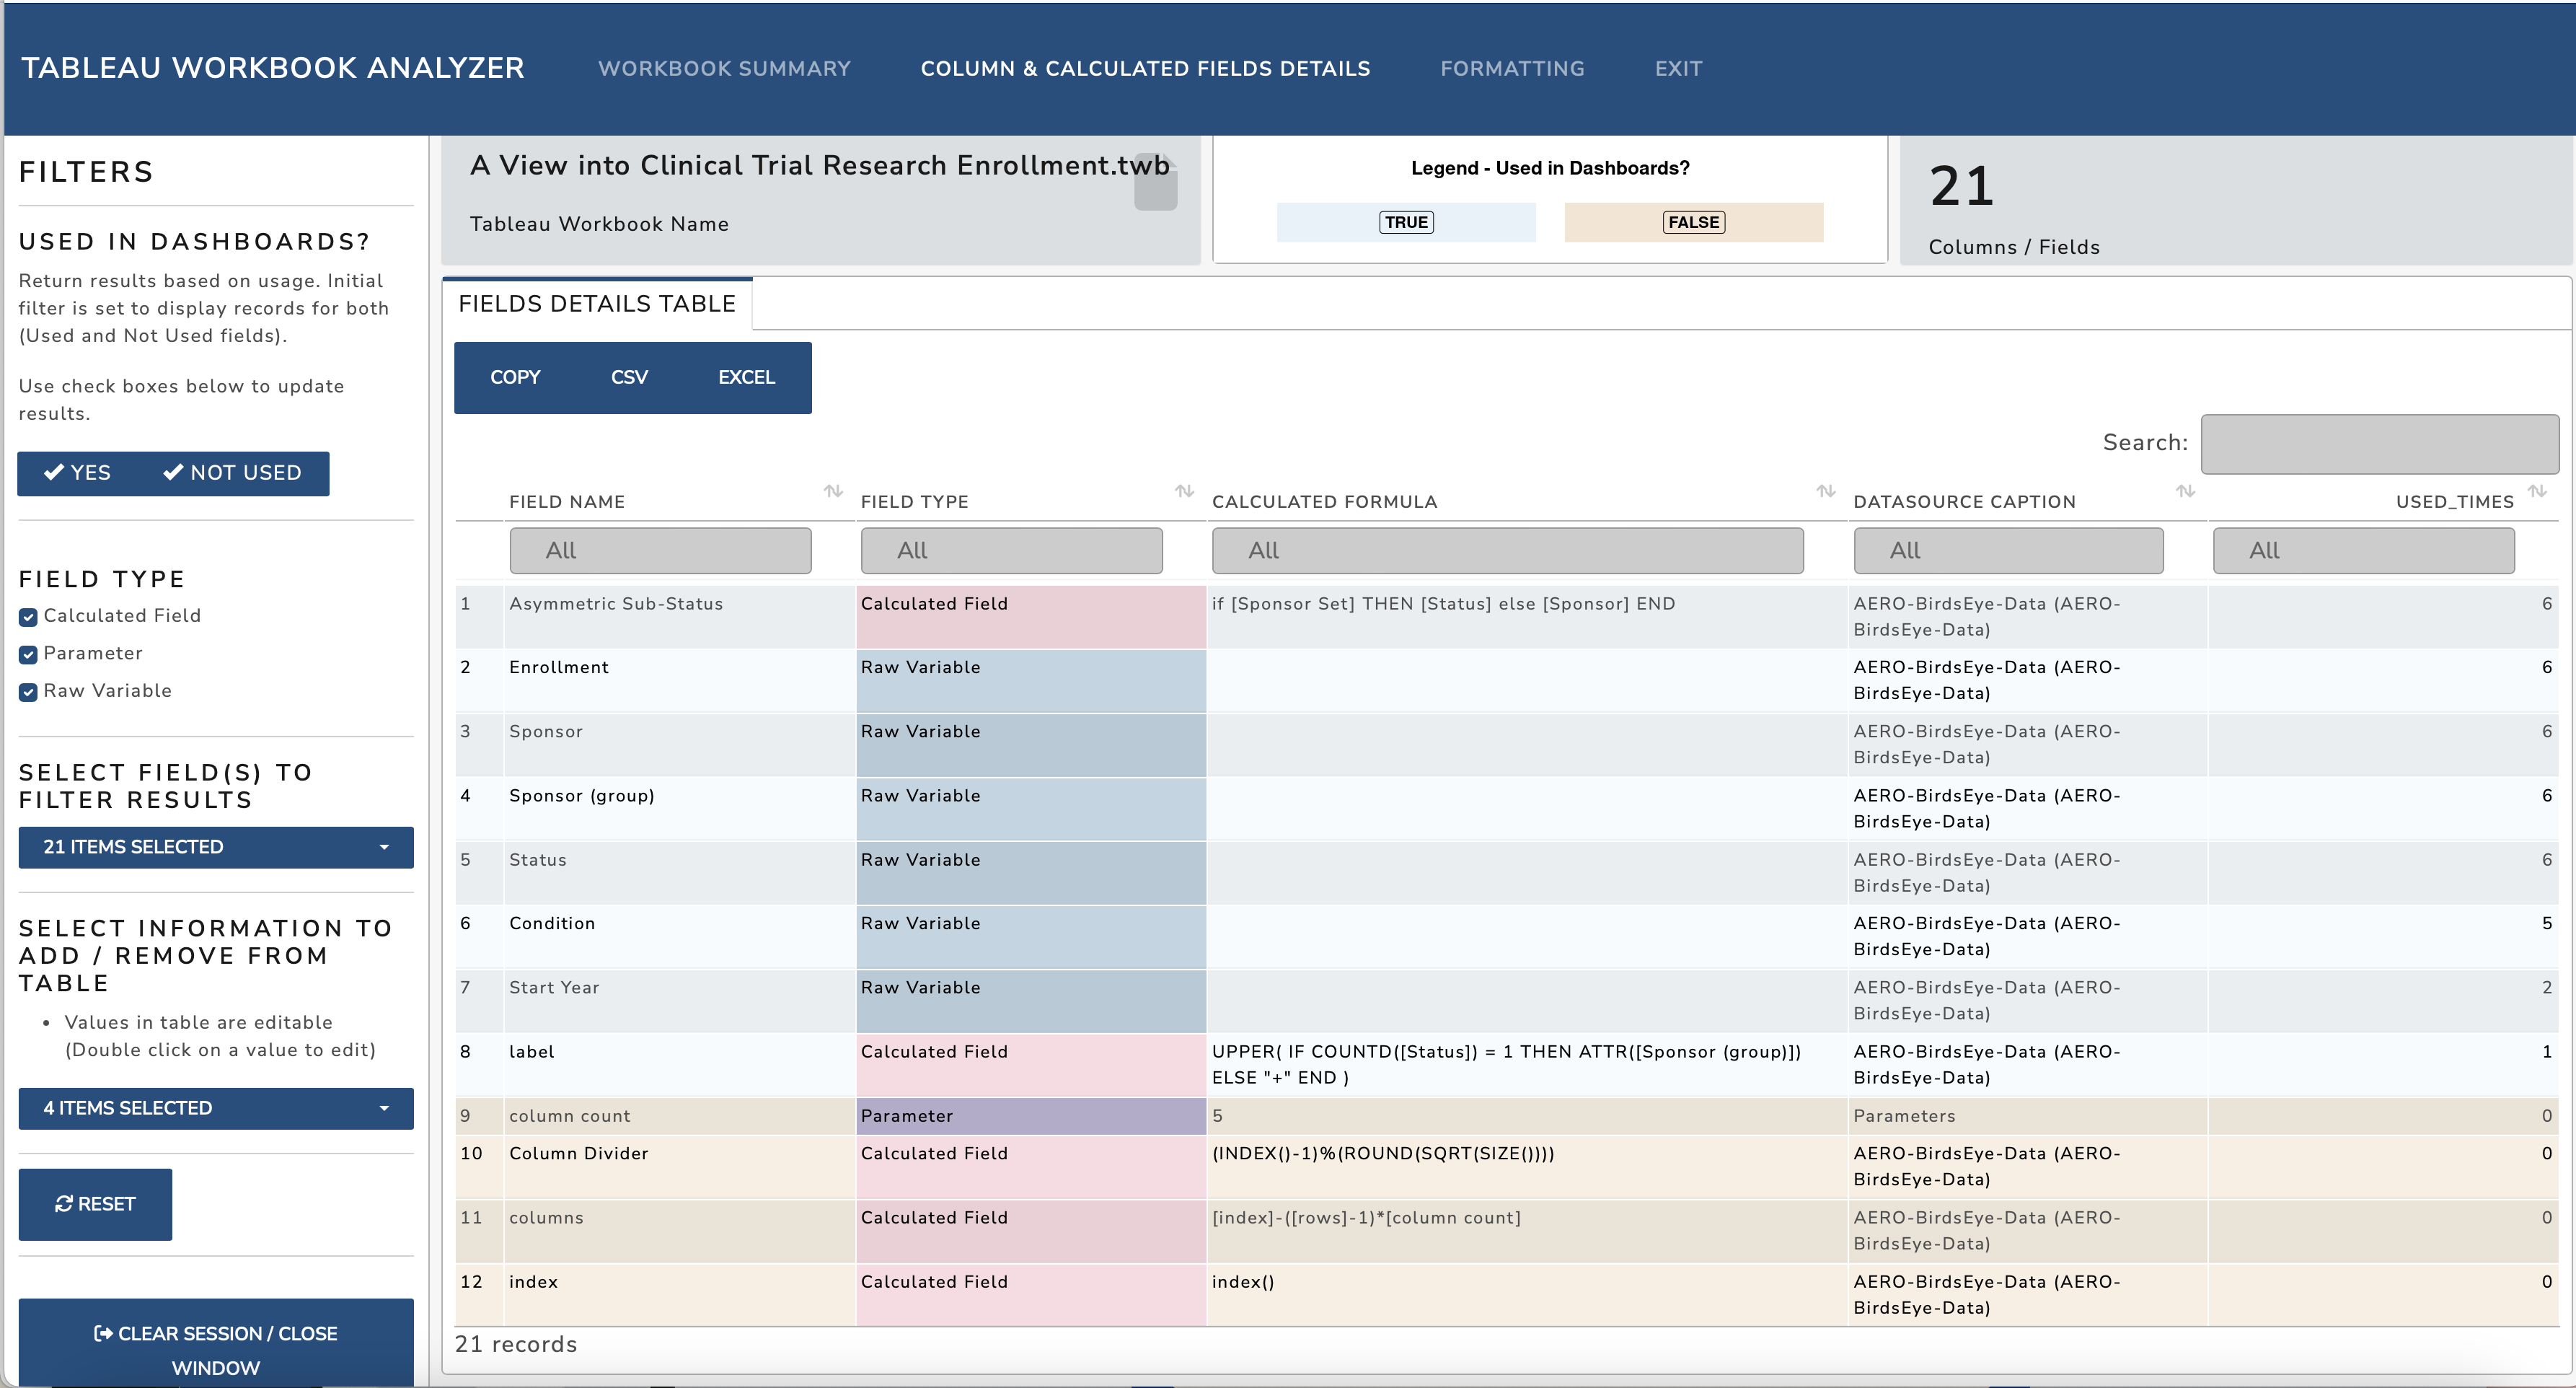 TABLEAU WORKBOOK ANALYZER
WORKBOOK SUMMARY
COLUMN & CALCULATED FIELDS DETAILS
FORMATTING
EXIT
FILTERS
USED IN DASHBOARDS?
Return results based on usage. Initial
filter is set to display records for both
(Used and Not Used fields).
Use check boxes below to update
results.
YES
NOT USED
FIELD TYPE
Calculated Field
Parameter
Raw Variable
SELECT FIELD(S) TO
FILTER RESULTS
21 ITEMS SELECTED
SELECT INFORMATION TO
ADD / REMOVE FROM
TABLE
• Values in table are editable
(Double click on a value to edit)
4 ITEMS SELECTED
RESET
CLEAR SESSION / CLOSE
WINDOW
A View into Clinical Trial Research Enrollment.twb
Tableau Workbook Name
Legend - Used in Dashboards?
TRUE
FALSE
21
Columns / Fields
FIELDS DETAILS TABLE
COPY
CSV
EXCEL
Search:
FIELD NAME FIELD TYPE CALCULATED FORMULA DATASOURCE CAPTION USED_TIMES
All All All All All
1 Asymmetric Sub-Status Calculated Field if [Sponsor Set] THEN [Status] else [Sponsor] END AERO-BirdsEye-Data (AERO- 6
BirdsEye-Data)
2 Enrollment Raw Variable AERO-BirdsEye-Data (AERO- 6
BirdsEye-Data)
3 Sponsor Raw Variable AERO-BirdsEye-Data (AERO- 6
BirdsEye-Data)
4 Sponsor (group) Raw Variable AERO-BirdsEye-Data (AERO- 6
BirdsEye-Data)
5 Status Raw Variable AERO-BirdsEye-Data (AERO- 6
BirdsEye-Data)
6 Condition Raw Variable AERO-BirdsEye-Data (AERO- 5
BirdsEye-Data)
7 Start Year Raw Variable AERO-BirdsEye-Data (AERO- 2
BirdsEye-Data)
8 label Calculated Field UPPER( IF COUNTD([Status]) = 1 THEN ATTR([Sponsor (group)]) AERO-BirdsEye-Data (AERO- 1
ELSE "+" END ) BirdsEye-Data)
9 column count Parameter 5 Parameters 0
10 Column Divider Calculated Field (INDEX()-1)%(ROUND(SQRT(SIZE()))) AERO-BirdsEye-Data (AERO- 0
BirdsEye-Data)
11 columns Calculated Field [index]-([rows]-1)*[column count] AERO-BirdsEye-Data (AERO- 0
BirdsEye-Data)
12 index Calculated Field index() AERO-BirdsEye-Data (AERO- 0
BirdsEye-Data)
21 records